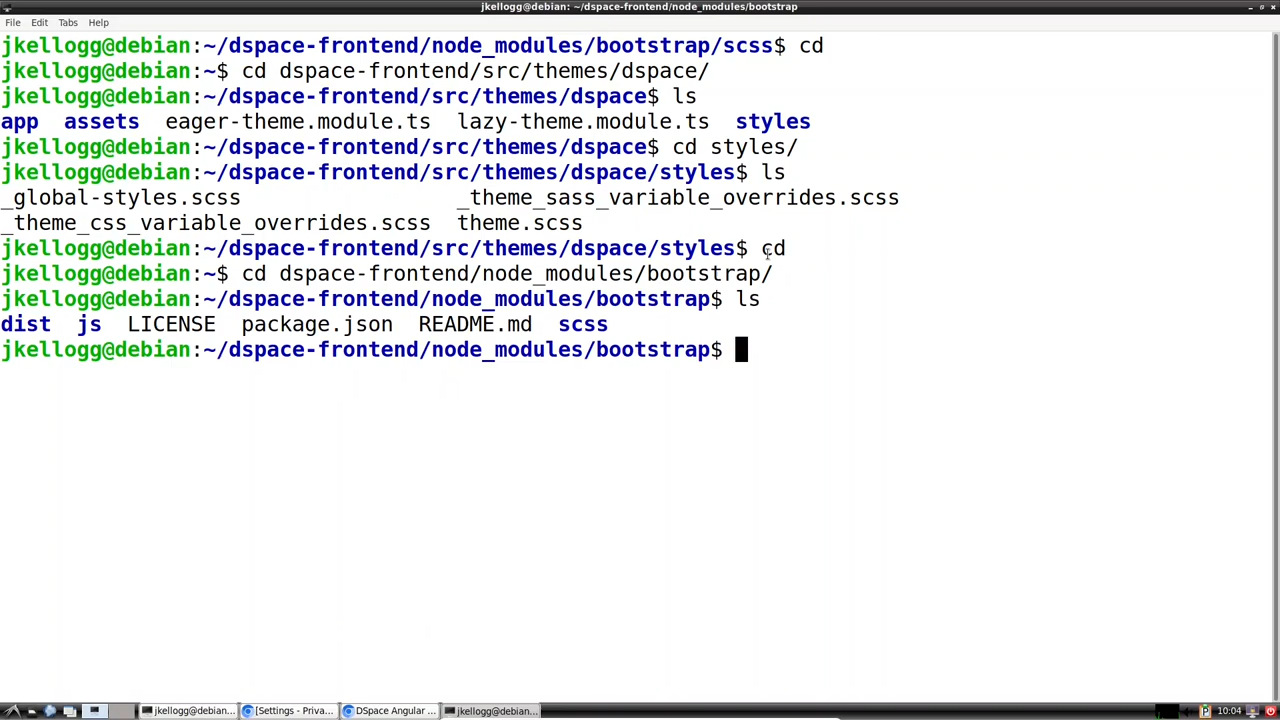 jkellogg@debian: ~/dspace-frontend/node_modules/bootstrap
File Edit Tabs Help
jkellogg@debian:~/dspace-frontend/node_modules/bootstrap/scss$ cd
jkellogg@debian:~$ cd dspace-frontend/src/themes/dspace/
jkellogg@debian:~/dspace-frontend/src/themes/dspace$ ls
app assets eager-theme.module.ts lazy-theme.module.ts styles
jkellogg@debian:~/dspace-frontend/src/themes/dspace$ cd styles/
jkellogg@debian:~/dspace-frontend/src/themes/dspace/styles$ ls
_global-styles.scss _theme_sass_variable_overrides.scss
_theme_css_variable_overrides.scss theme.scss
jkellogg@debian:~/dspace-frontend/src/themes/dspace/styles$ cd
jkellogg@debian:~$ cd dspace-frontend/node_modules/bootstrap/
jkellogg@debian:~/dspace-frontend/node_modules/bootstrap$ ls
dist js LICENSE package.json README.md scss
jkellogg@debian:~/dspace-frontend/node_modules/bootstrap$
jkellogg@debian... [Settings - Priva... DSpace Angular ... jkellogg@debian... 10:04